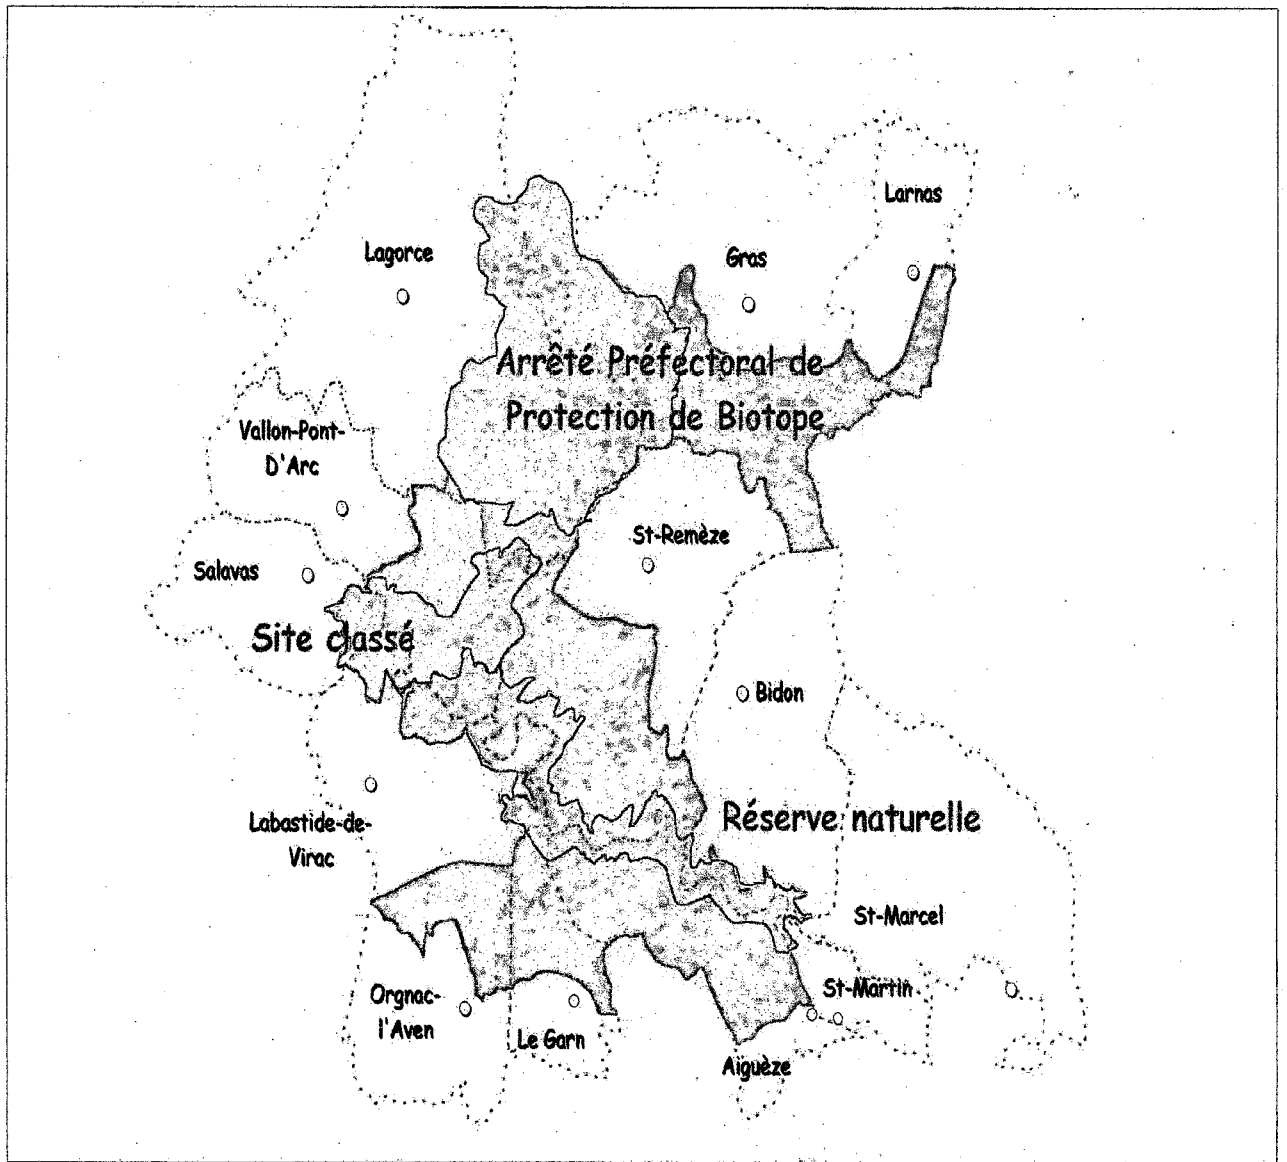 Larnas
Lagorce
Gras
Arrêté Préfectoral de
Protection de Biotope
Vallon-Pont-
D'Arc
St-Remèze
Salavas
Site classé
Bidon
Réserve naturelle
Labastide-de-
Virac
St-Marcel
Orgnac-
l'Aven
St-Martin
Le Garn
Aiguèze